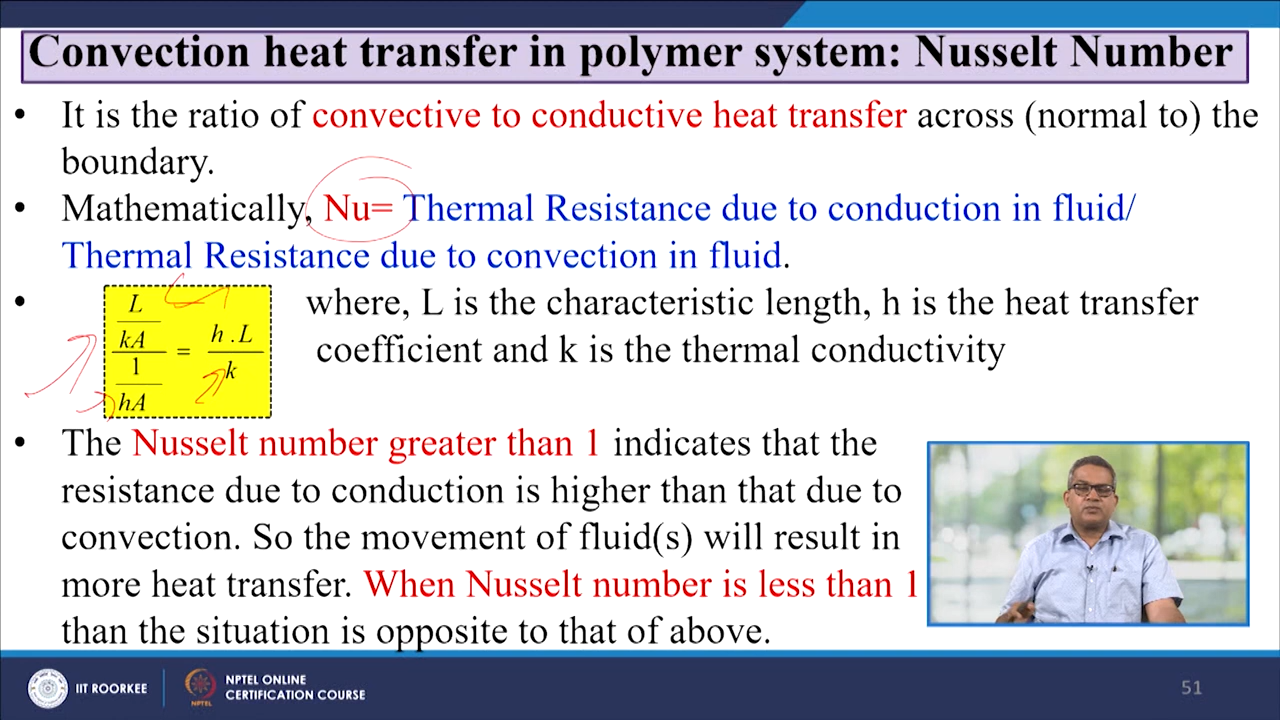 Convection heat transfer in polymer system: Nusselt Number
• It is the ratio of convective to conductive heat transfer across (normal to) the
boundary.
• Mathematically, Nu= Thermal Resistance due to conduction in fluid/
Thermal Resistance due to convection in fluid.
• L/kA / 1/hA = h . L / k where, L is the characteristic length, h is the heat transfer
coefficient and k is the thermal conductivity
• The Nusselt number greater than 1 indicates that the
resistance due to conduction is higher than that due to
convection. So the movement of fluid(s) will result in
more heat transfer. When Nusselt number is less than 1
than the situation is opposite to that of above.
IIT ROORKEE
NPTEL
NPTEL ONLINE
CERTIFICATION COURSE
51